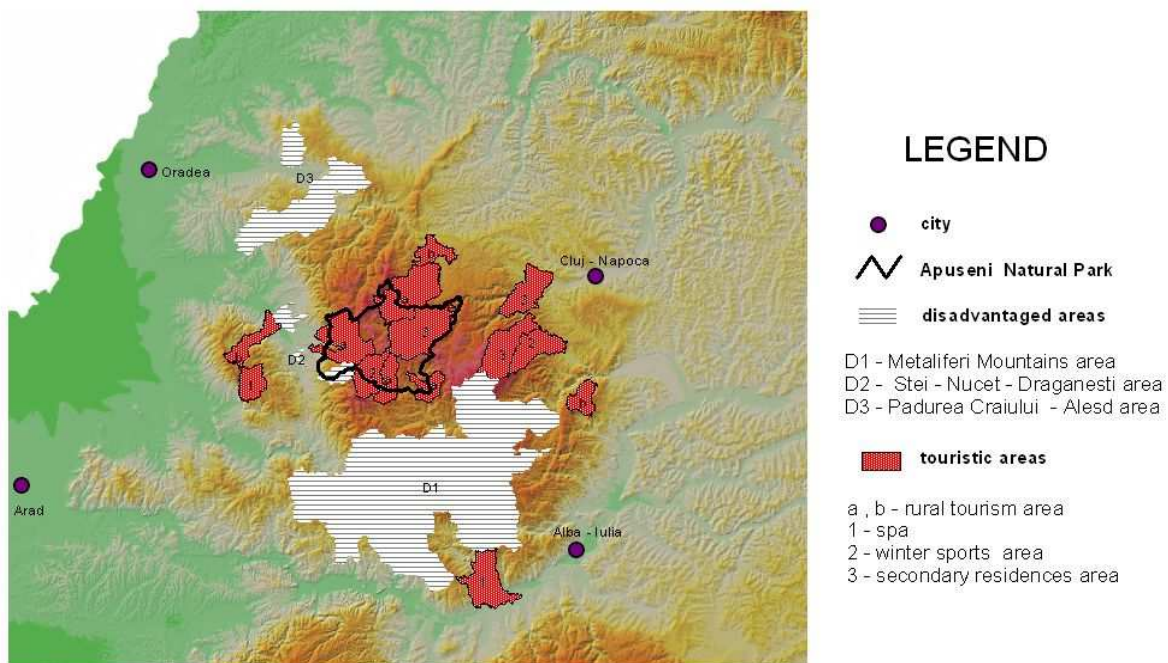 Oradea
D3
Cluj - Napoca
D2
D1
Arad
Alba - Iulia
LEGEND
city
Apuseni Natural Park
disadvantaged areas
D1 - Metaliferi Mountains area
D2 - Stei - Nucet - Draganesti area
D3 - Padurea Craiului - Alesd area
touristic areas
a , b - rural tourism area
1 - spa
2 - winter sports area
3 - secondary residences area